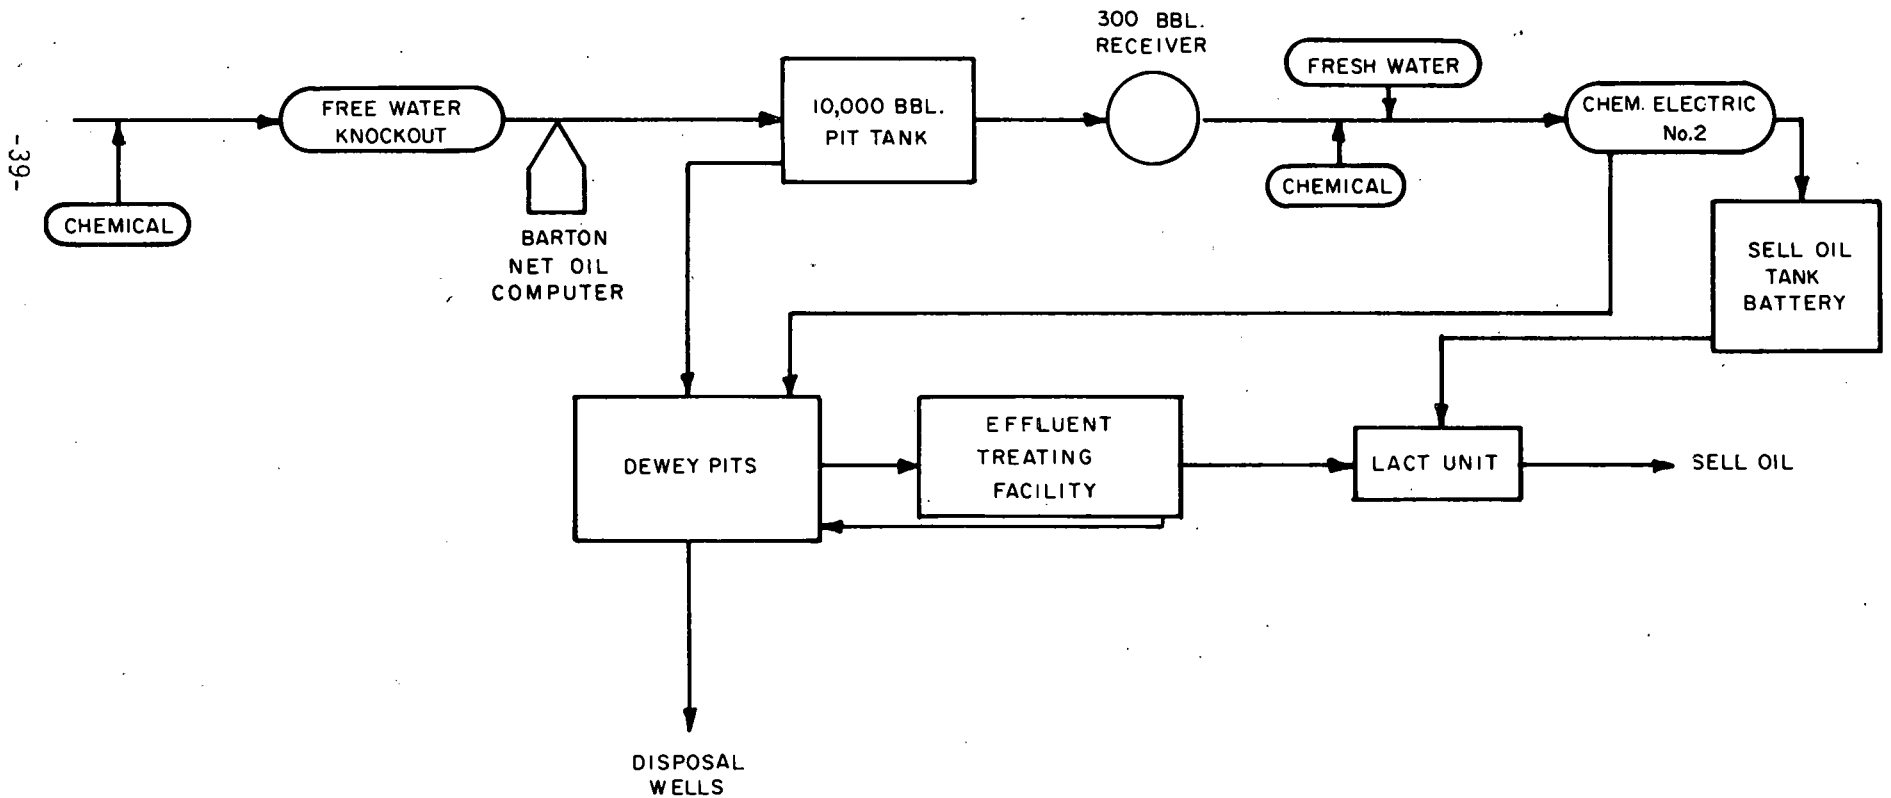 300 BBL.
RECEIVER
FRESH WATER
FREE WATER
KNOCKOUT
10,000 BBL.
PIT TANK
CHEM. ELECTRIC
No.2
-39-
CHEMICAL
CHEMICAL
BARTON
NET OIL
COMPUTER
SELL OIL
TANK
BATTERY
DEWEY PITS
EFFLUENT
TREATING
FACILITY
LACT UNIT
SELL OIL
DISPOSAL
WELLS